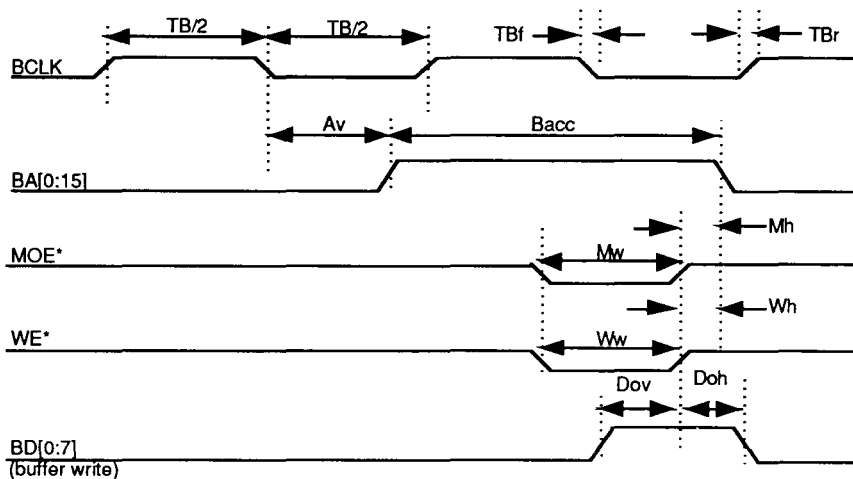 TB/2 TB/2 TBf TBr
BCLK
Av Bacc
BA[0:15]
Mh
MOE* Mw
Wh
WE* Ww
Dov Doh
BD[0:7]
(buffer write)